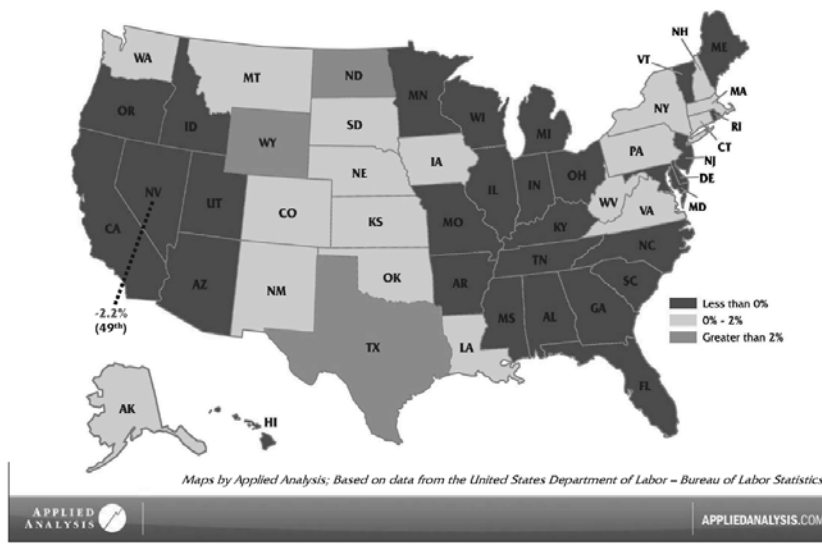 NH
ME
VT
WA
MT
ND
MN
MA
OR
NY
ID
SD
WI
MI
RI
WY
CT
PA
IA
NE
NJ
NV
OH
DE
UT
IL
IN
WV
CO
MD
VA
CA
KS
MO
KY
NC
TN
OK
AZ
AR
SC
NM
Less than 0%
-2.2%
MS
AL
GA
0% - 2%
(49th)
LA
TX
Greater than 2%
FL
AK
HI
Maps by Applied Analysis; Based on data from the United States Department of Labor – Bureau of Labor Statistics
APPLIED
ANALYSIS
APPLIEDANALYSIS.COM